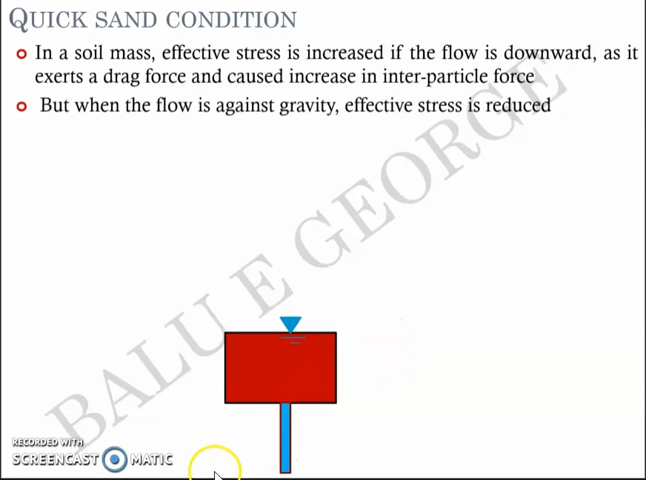 QUICK SAND CONDITION
In a soil mass, effective stress is increased if the flow is downward, as it
exerts a drag force and caused increase in inter-particle force
But when the flow is against gravity, effective stress is reduced
BALU E GEORGE
RECORDED WITH
SCREENCAST MATIC